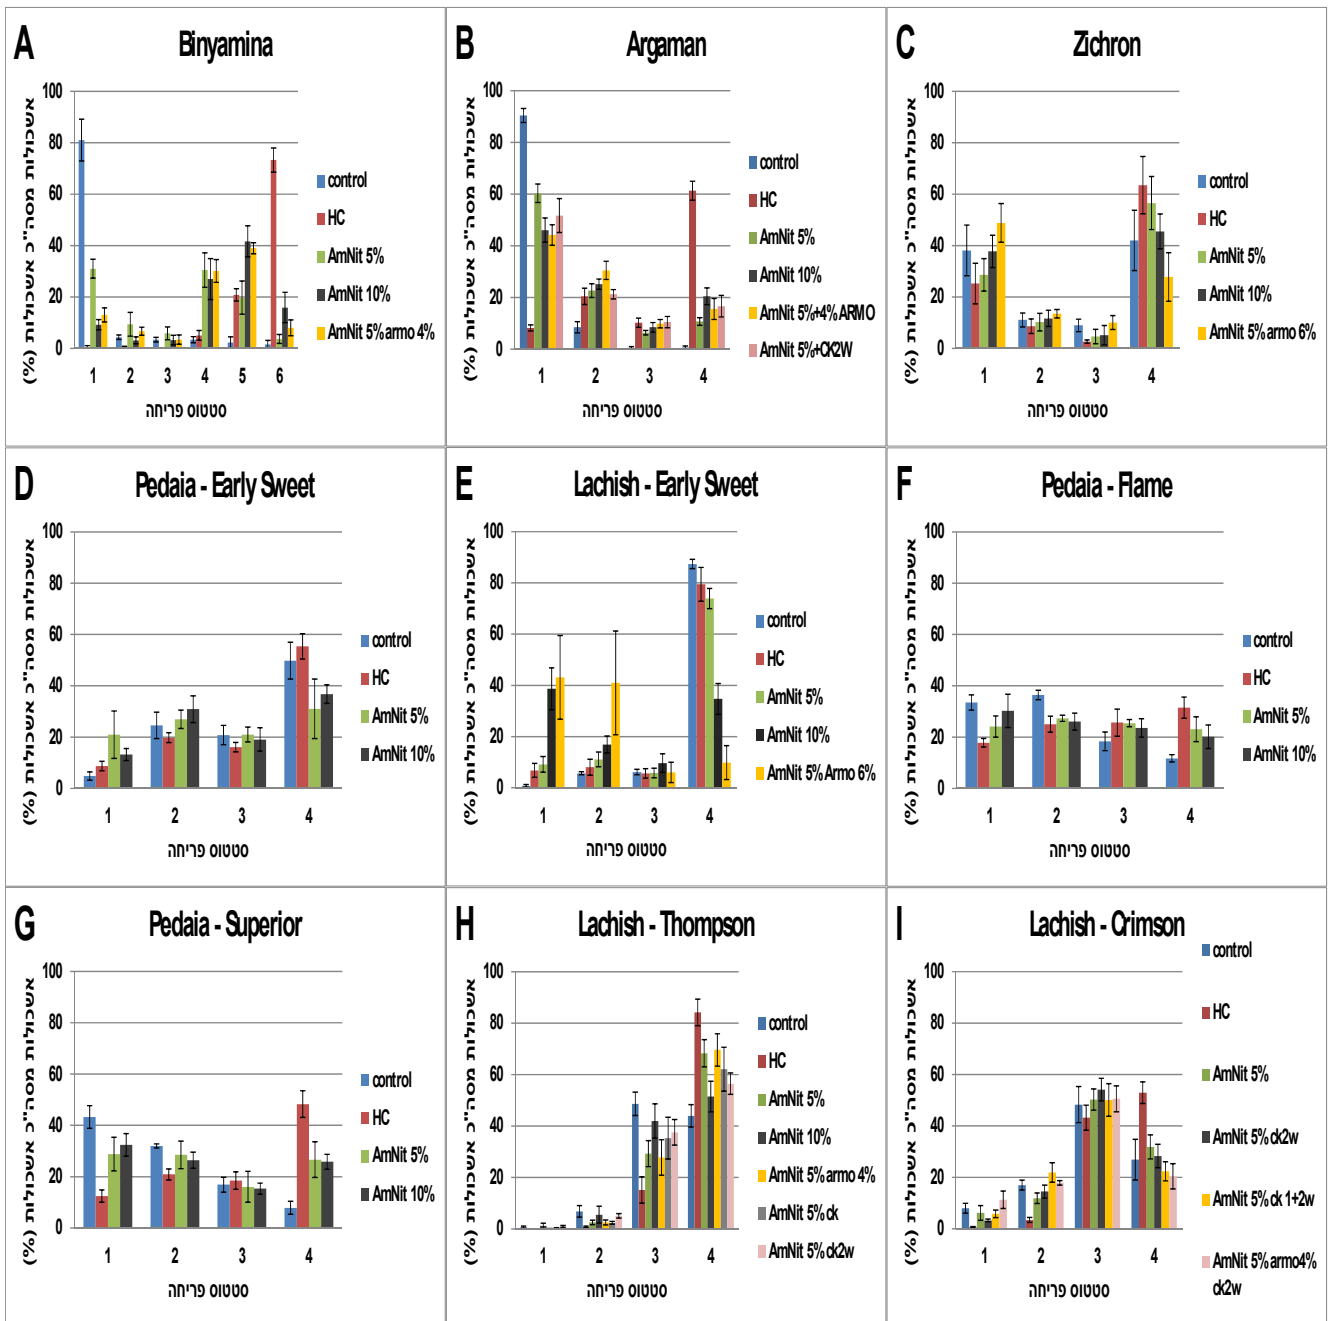 A
Binyamina
אשכולות מסה"כ אשכולות (%)
100
80
60
40
20
0
1 2 3 4 5 6
סטטוס פריחה
control
HC
AmNit 5%
AmNit 10%
AmNit 5% armo 4%
B
Argaman
אשכולות מסה"כ אשכולות (%)
100
80
60
40
20
0
1 2 3 4
סטטוס פריחה
control
HC
AmNit 5%
AmNit 10%
AmNit 5%+4% ARMO
AmNit 5%+CK2W
C
Zichron
אשכולות מסה"כ אשכולות (%)
100
80
60
40
20
0
1 2 3 4
סטטוס פריחה
control
HC
AmNit 5%
AmNit 10%
AmNit 5% armo 6%
D
Pedaia - Early Sweet
אשכולות מסה"כ אשכולות (%)
100
80
60
40
20
0
1 2 3 4
סטטוס פריחה
control
HC
AmNit 5%
AmNit 10%
E
Lachish - Early Sweet
אשכולות מסה"כ אשכולות (%)
100
80
60
40
20
0
1 2 3 4
סטטוס פריחה
control
HC
AmNit 5%
AmNit 10%
AmNit 5% Armo 6%
F
Pedaia - Flame
אשכולות מסה"כ אשכולות (%)
100
80
60
40
20
0
1 2 3 4
סטטוס פריחה
control
HC
AmNit 5%
AmNit 10%
G
Pedaia - Superior
אשכולות מסה"כ אשכולות (%)
100
80
60
40
20
0
1 2 3 4
סטטוס פריחה
control
HC
AmNit 5%
AmNit 10%
H
Lachish - Thompson
אשכולות מסה"כ אשכולות (%)
100
80
60
40
20
0
1 2 3 4
סטטוס פריחה
control
HC
AmNit 5%
AmNit 10%
AmNit 5% armo 4%
AmNit 5% ck
AmNit 5% ck2w
I
Lachish - Crimson
אשכולות מסה"כ אשכולות (%)
100
80
60
40
20
0
1 2 3 4
סטטוס פריחה
control
HC
AmNit 5%
AmNit 5% ck2w
AmNit 5% ck 1+2w
AmNit 5% armo4%
ck2w